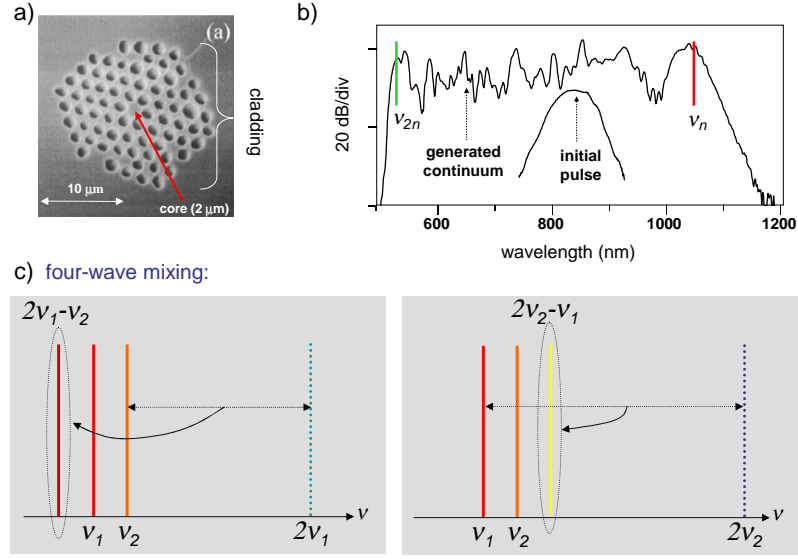 a)
(a)
cladding
10 μm
core (2 μm)
b)
20 dB/div
ν2n
νn
generated
continuum
initial
pulse
600
800
1000
1200
wavelength (nm)
c) four-wave mixing:
2ν1-ν2
ν1
ν2
2ν1
ν
2ν2-ν1
ν1
ν2
2ν2
ν